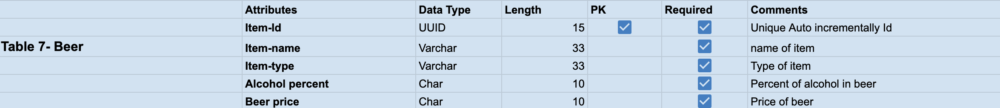 Attributes Data Type Length PK Required Comments
Item-Id UUID 15 Unique Auto incrementally Id
Table 7- Beer Item-name Varchar 33 name of item
Item-type Varchar 33 Type of item
Alcohol percent Char 10 Percent of alcohol in beer
Beer price Char 10 Price of beer